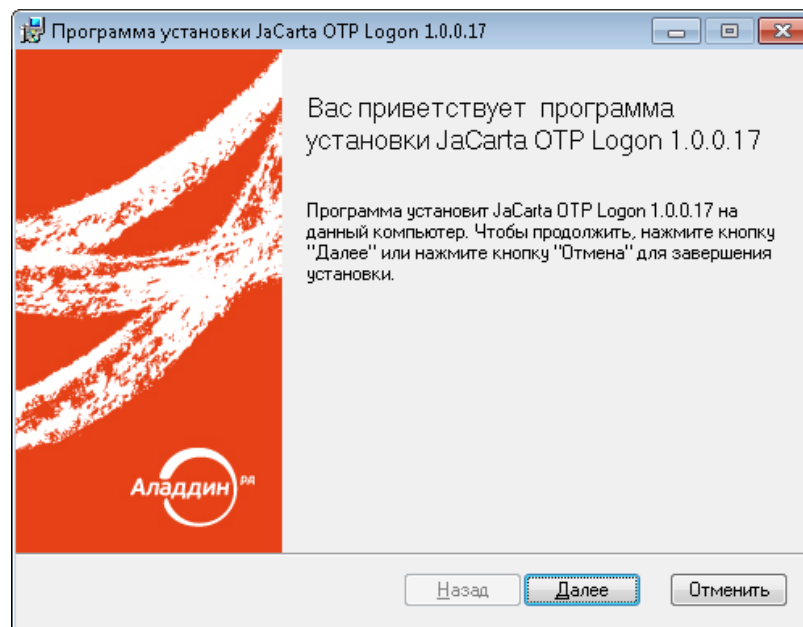 Программа установки JaCarta OTP Logon 1.0.0.17
Вас приветствует программа
установки JaCarta OTP Logon 1.0.0.17
Программа установит JaCarta OTP Logon 1.0.0.17 на
данный компьютер. Чтобы продолжить, нажмите кнопку
"Далее" или нажмите кнопку "Отмена" для завершения
установки.
Аладдин РД
Назад Далее Отменить